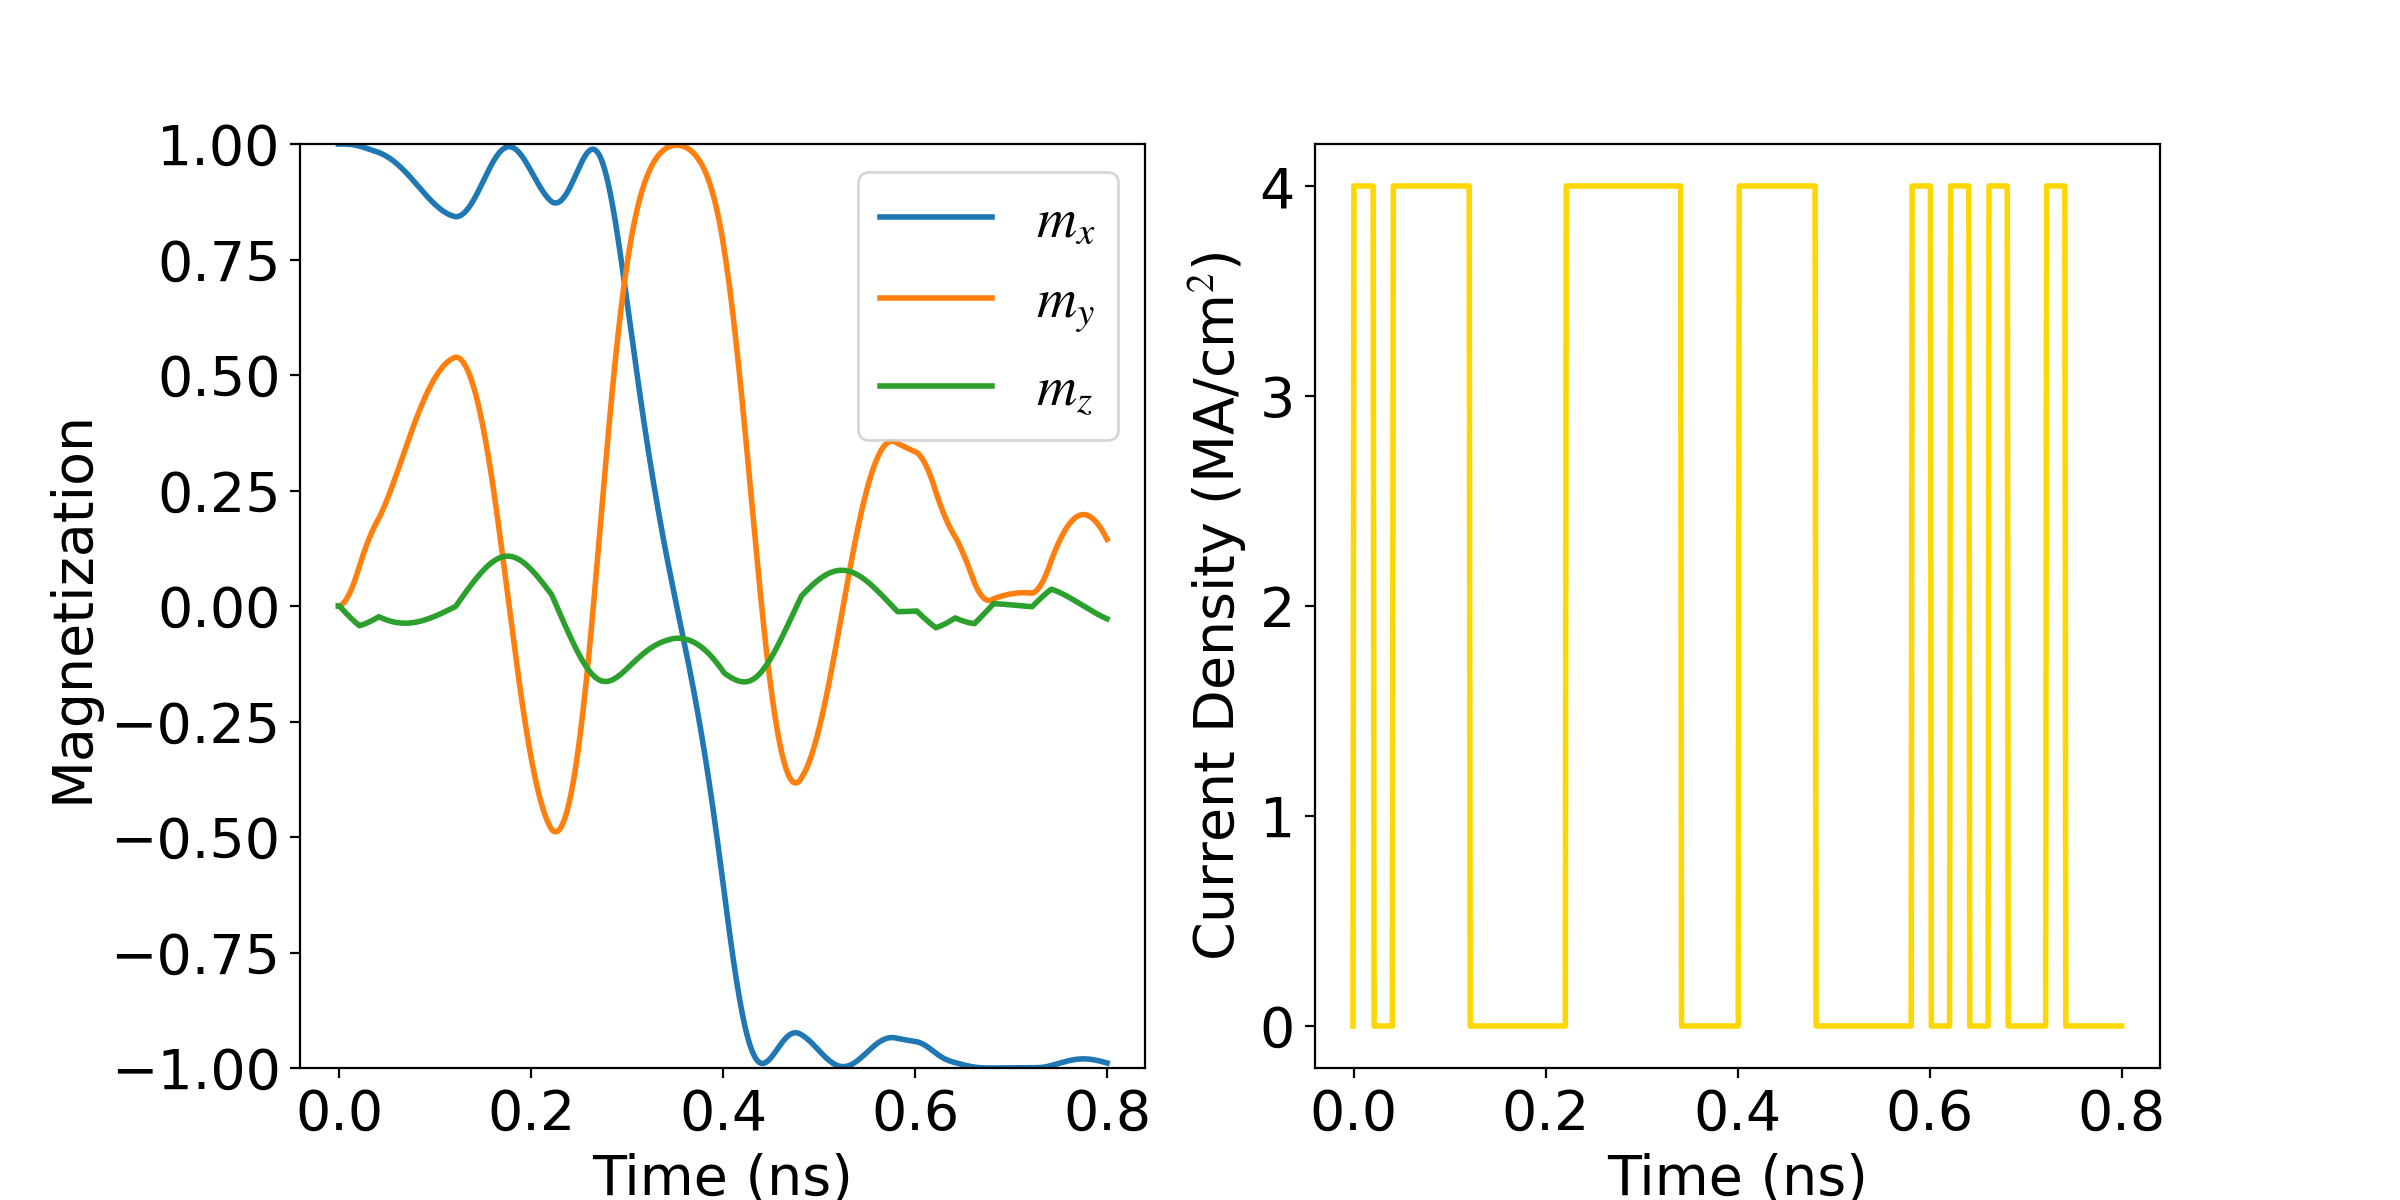 1.00
0.75
0.50
0.25
0.00
−0.25
−0.50
−0.75
−1.00
Magnetization
0.0 0.2 0.4 0.6 0.8
Time (ns)
m_x
m_y
m_z
4
3
2
1
0
Current Density (MA/cm²)
0.0 0.2 0.4 0.6 0.8
Time (ns)